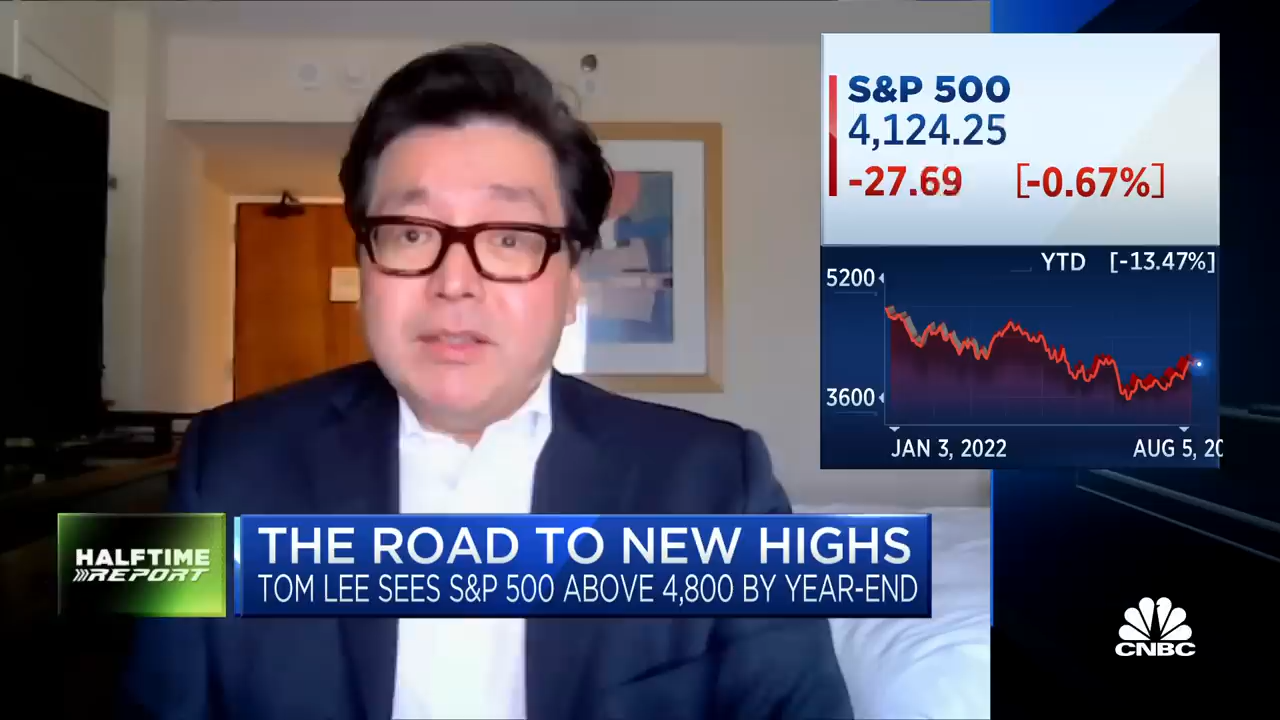 S&P 500
4,124.25
-27.69 [-0.67%]
YTD [-13.47%]
5200
3600
JAN 3, 2022 AUG 5, 20
HALFTIME
REPORT
THE ROAD TO NEW HIGHS
TOM LEE SEES S&P 500 ABOVE 4,800 BY YEAR-END
CNBC